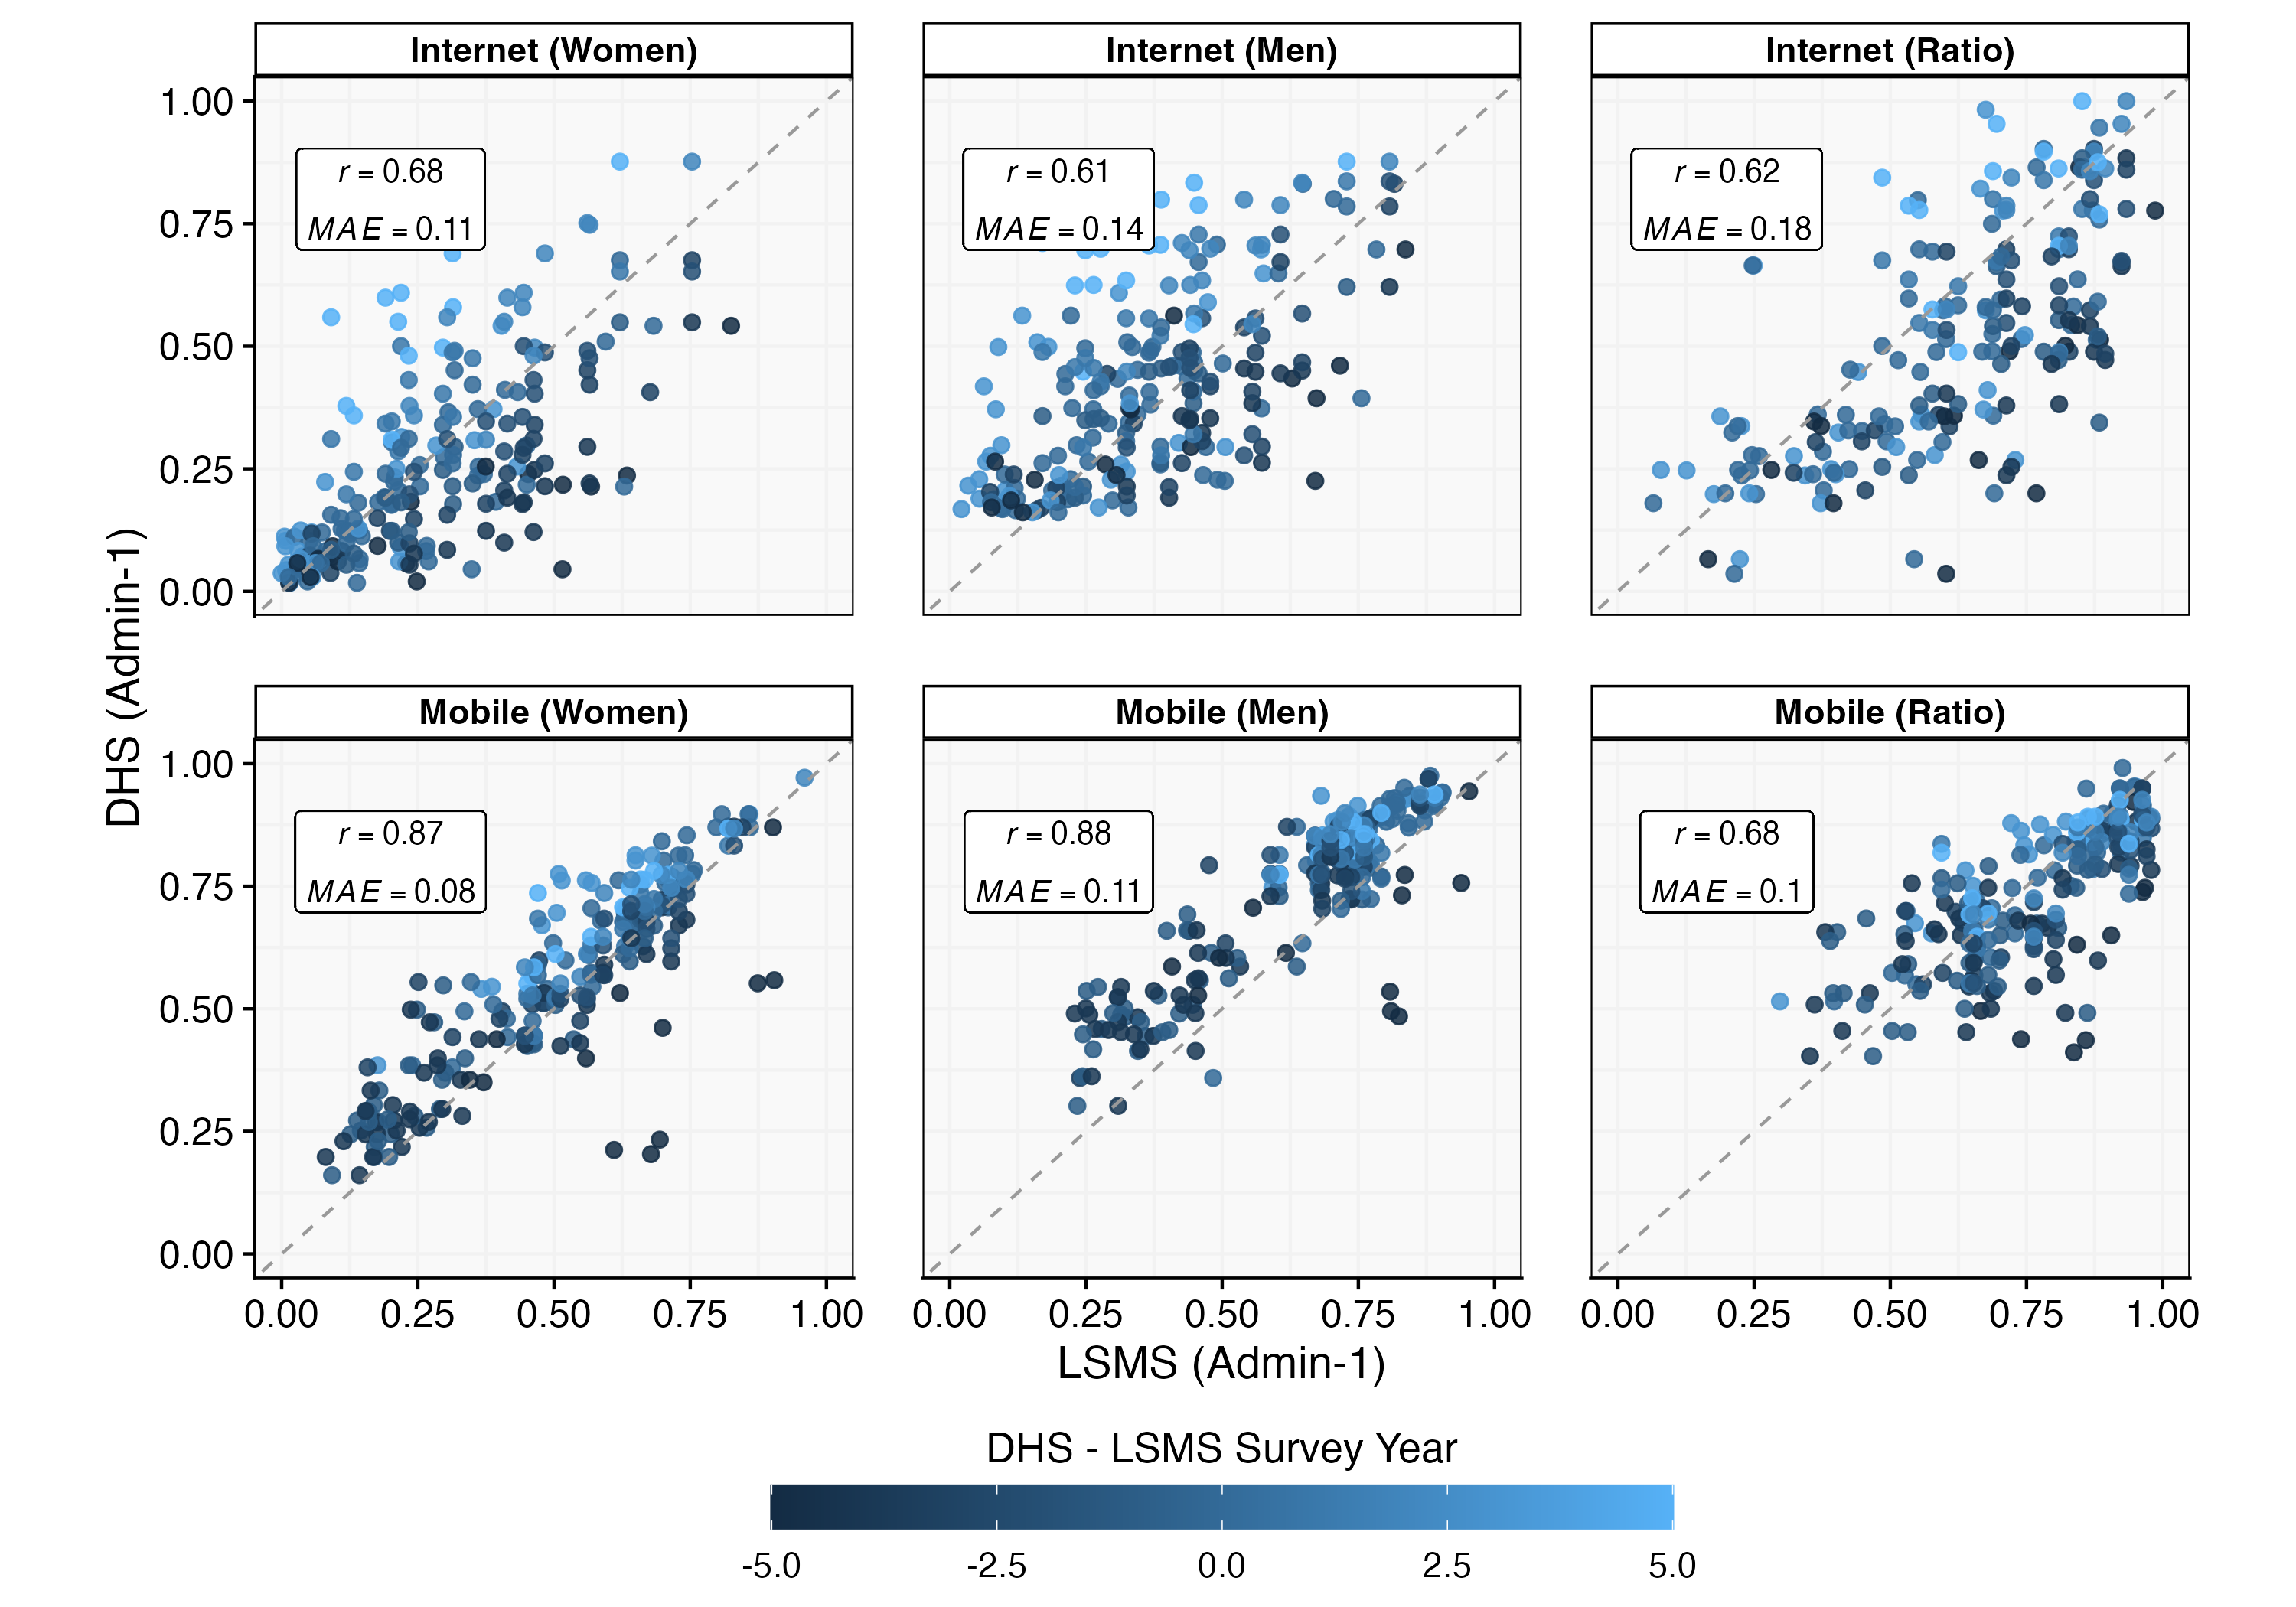 Internet (Women)
Internet (Men)
Internet (Ratio)
r = 0.68
MAE = 0.11
r = 0.61
MAE = 0.14
r = 0.62
MAE = 0.18
1.00
0.75
0.50
0.25
0.00
DHS (Admin-1)
Mobile (Women)
Mobile (Men)
Mobile (Ratio)
r = 0.87
MAE = 0.08
r = 0.88
MAE = 0.11
r = 0.68
MAE = 0.1
1.00
0.75
0.50
0.25
0.00
0.00 0.25 0.50 0.75 1.00
0.00 0.25 0.50 0.75 1.00
0.00 0.25 0.50 0.75 1.00
LSMS (Admin-1)
DHS - LSMS Survey Year
-5.0 -2.5 0.0 2.5 5.0